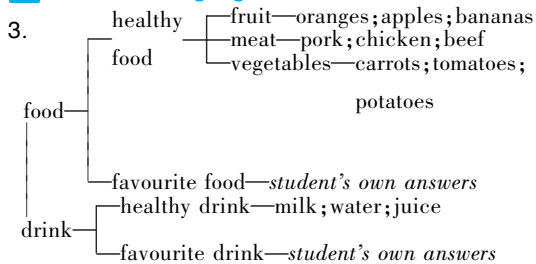 3.
healthy food
fruit—oranges;apples;bananas
meat—pork;chicken;beef
vegetables—carrots;tomatoes;
potatoes
food
favourite food—student's own answers
healthy drink—milk;water;juice
drink
favourite drink—student's own answers